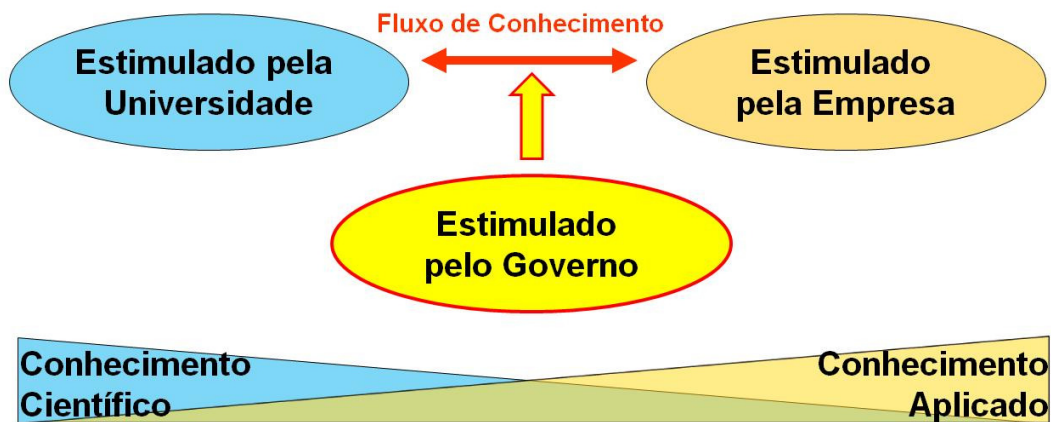 Fluxo de Conhecimento
Estimulado pela
Universidade
Estimulado
pela Empresa
Estimulado
pelo Governo
Conhecimento
Científico
Conhecimento
Aplicado